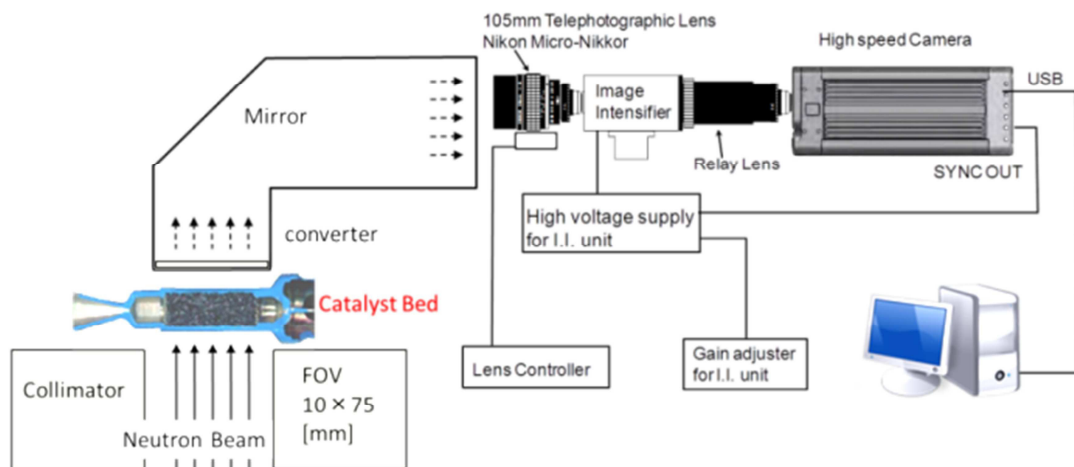 105mm Telephotographic Lens
Nikon Micro-Nikkor
High speed Camera
USB
Image
Intensifier
Mirror
Relay Lens
SYNC OUT
High voltage supply
for I.I. unit
converter
Catalyst Bed
Lens Controller
Gain adjuster
for I.I. unit
Collimator
FOV
10 × 75
[mm]
Neutron Beam